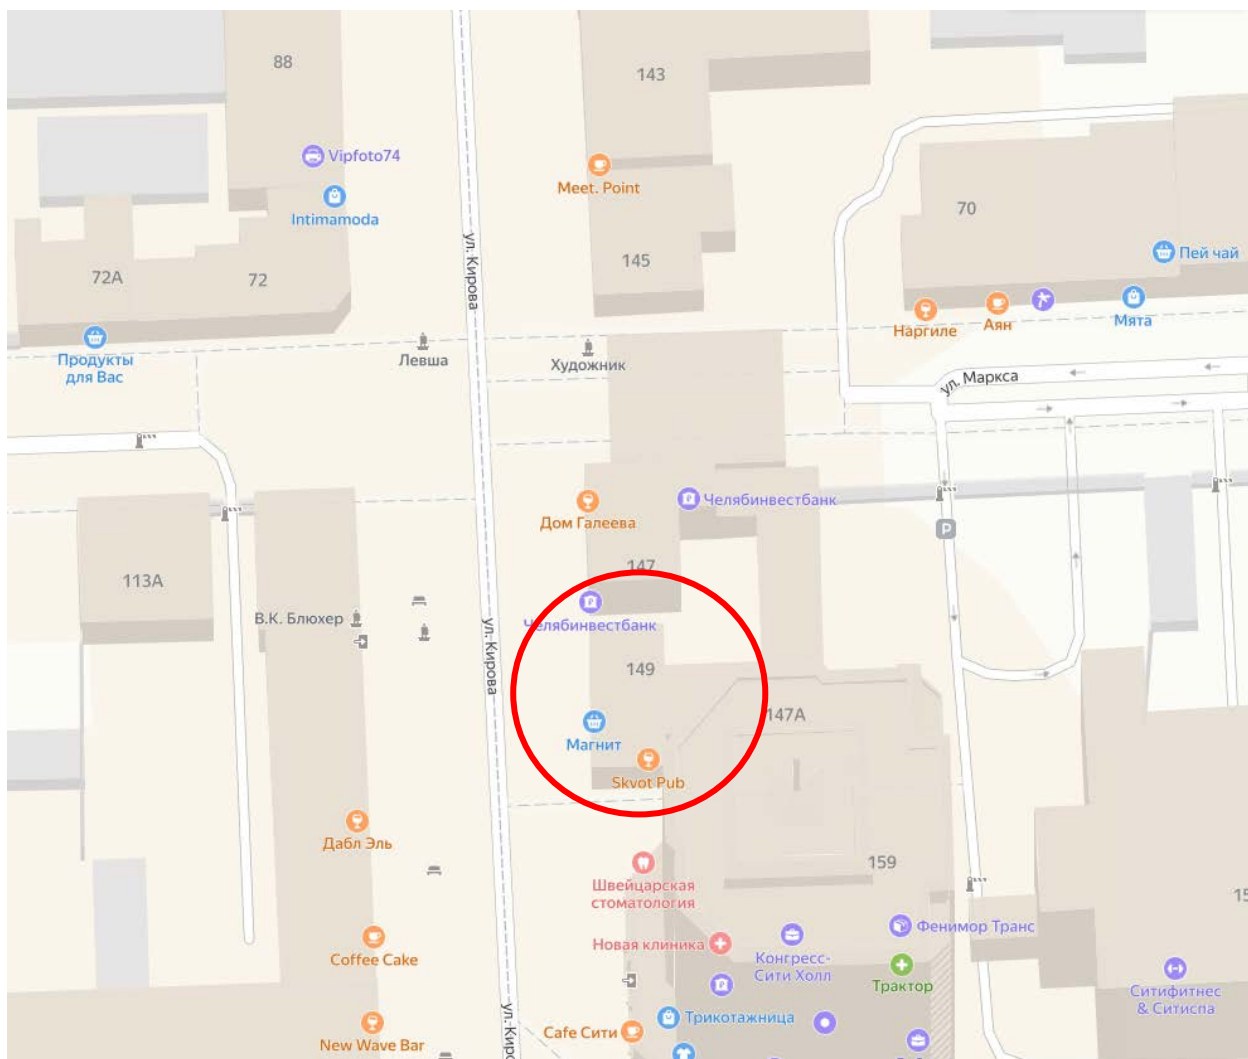 88
143
Vipfoto74
Meet. Point
Intimamoda
70
ул. Кирова
145
Пей чай
72А
72
Наргиле
Аян
Мята
Продукты
для Вас
Левша
Художник
ул. Маркса
Челябинвестбанк
Дом Галеева
P
147
113А
В.К. Блюхер
Челябинвестбанк
ул. Кирова
149
147А
Магнит
Skvot Pub
Дабл Эль
159
Швейцарская
стоматология
15
Фенимор Транс
Новая клиника
Coffee Cake
Конгресс-
Сити Холл
Трактор
Ситифитнес
& Ситиспа
ул. Киро
Трикотажница
Cafe Сити
New Wave Bar